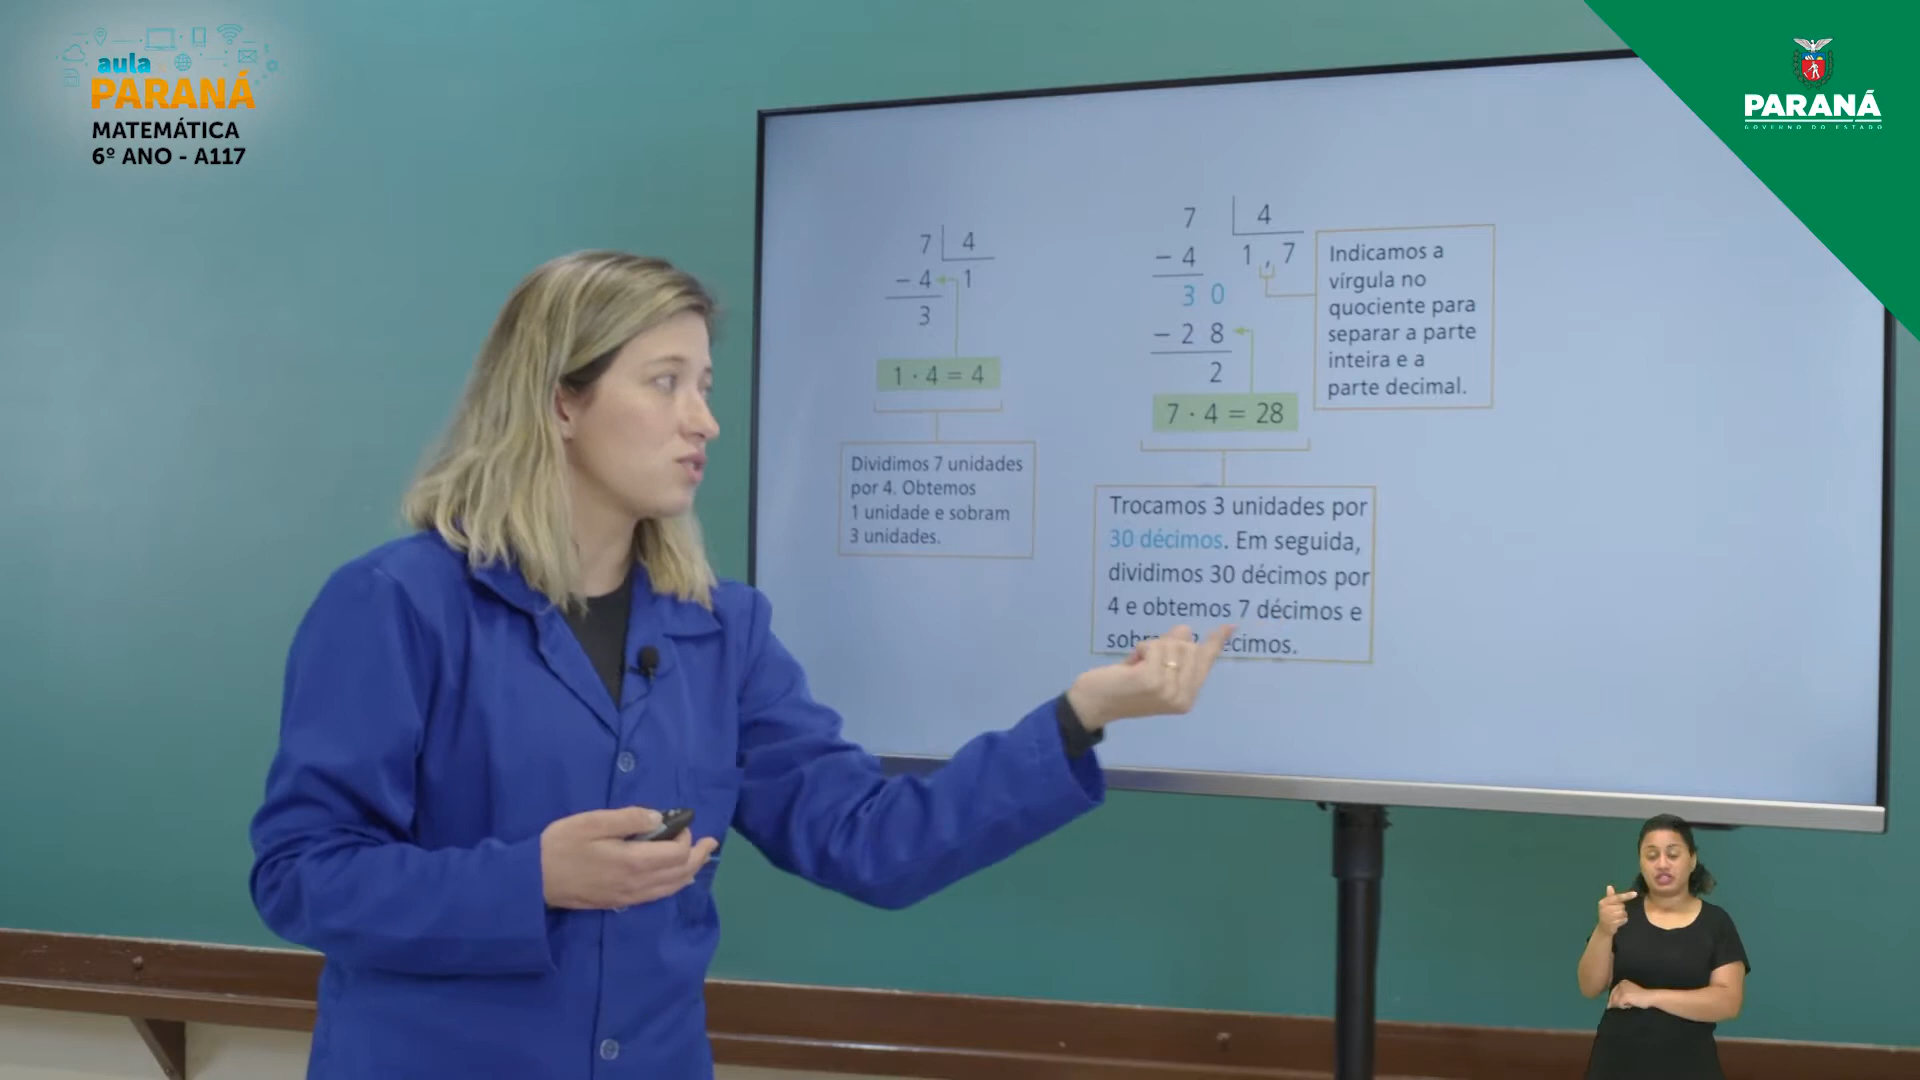 aula
PARANÁ
MATEMÁTICA
6º ANO - A117
PARANÁ
GOVERNO DO ESTADO
7 4
- 4 1
3
1 · 4 = 4
Dividimos 7 unidades
por 4. Obtemos
1 unidade e sobram
3 unidades.
7 4
- 4 1 , 7
3 0
- 2 8
2
7 · 4 = 28
Indicamos a
vírgula no
quociente para
separar a parte
inteira e a
parte decimal.
Trocamos 3 unidades por
30 décimos. Em seguida,
dividimos 30 décimos por
4 e obtemos 7 décimos e